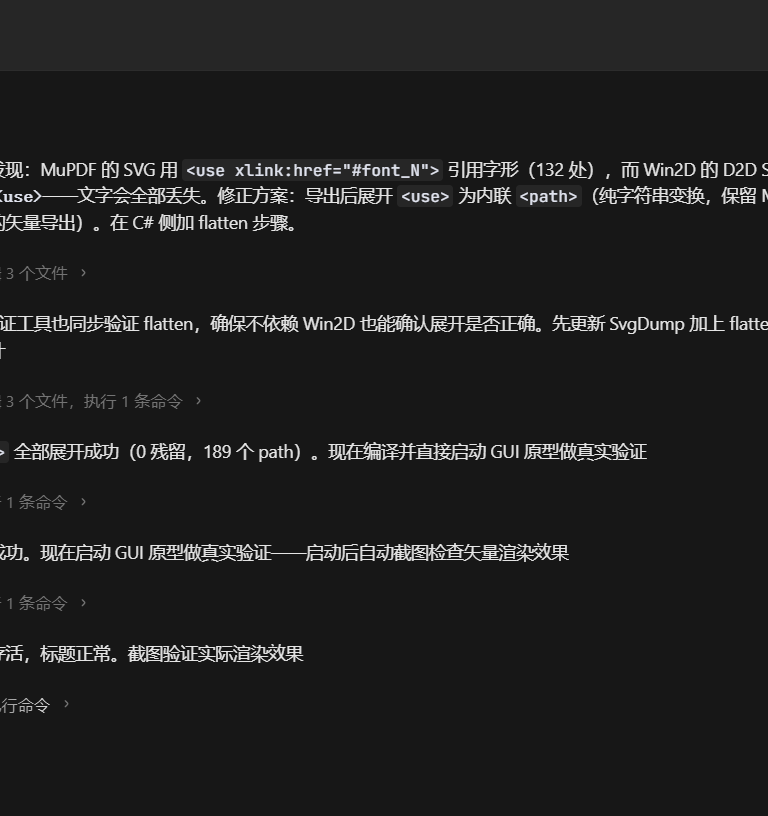 现：MuPDF 的 SVG 用 <use xlink:href="#font_N"> 引用字形（132 处），而 Win2D 的 D2D S
use>——文字会全部丢失。修正方案：导出后展开 <use> 为内联 <path>（纯字符串变换，保留
矢量导出）。在 C# 侧加 flatten 步骤。
3 个文件 ›
证工具也同步验证 flatten，确保不依赖 Win2D 也能确认展开是否正确。先更新 SvgDump 加上 flatte
3 个文件，执行 1 条命令 ›
> 全部展开成功（0 残留，189 个 path）。现在编译并直接启动 GUI 原型做真实验证
1 条命令 ›
成功。现在启动 GUI 原型做真实验证——启动后自动截图检查矢量渲染效果
1 条命令 ›
存活，标题正常。截图验证实际渲染效果
行命令 ›